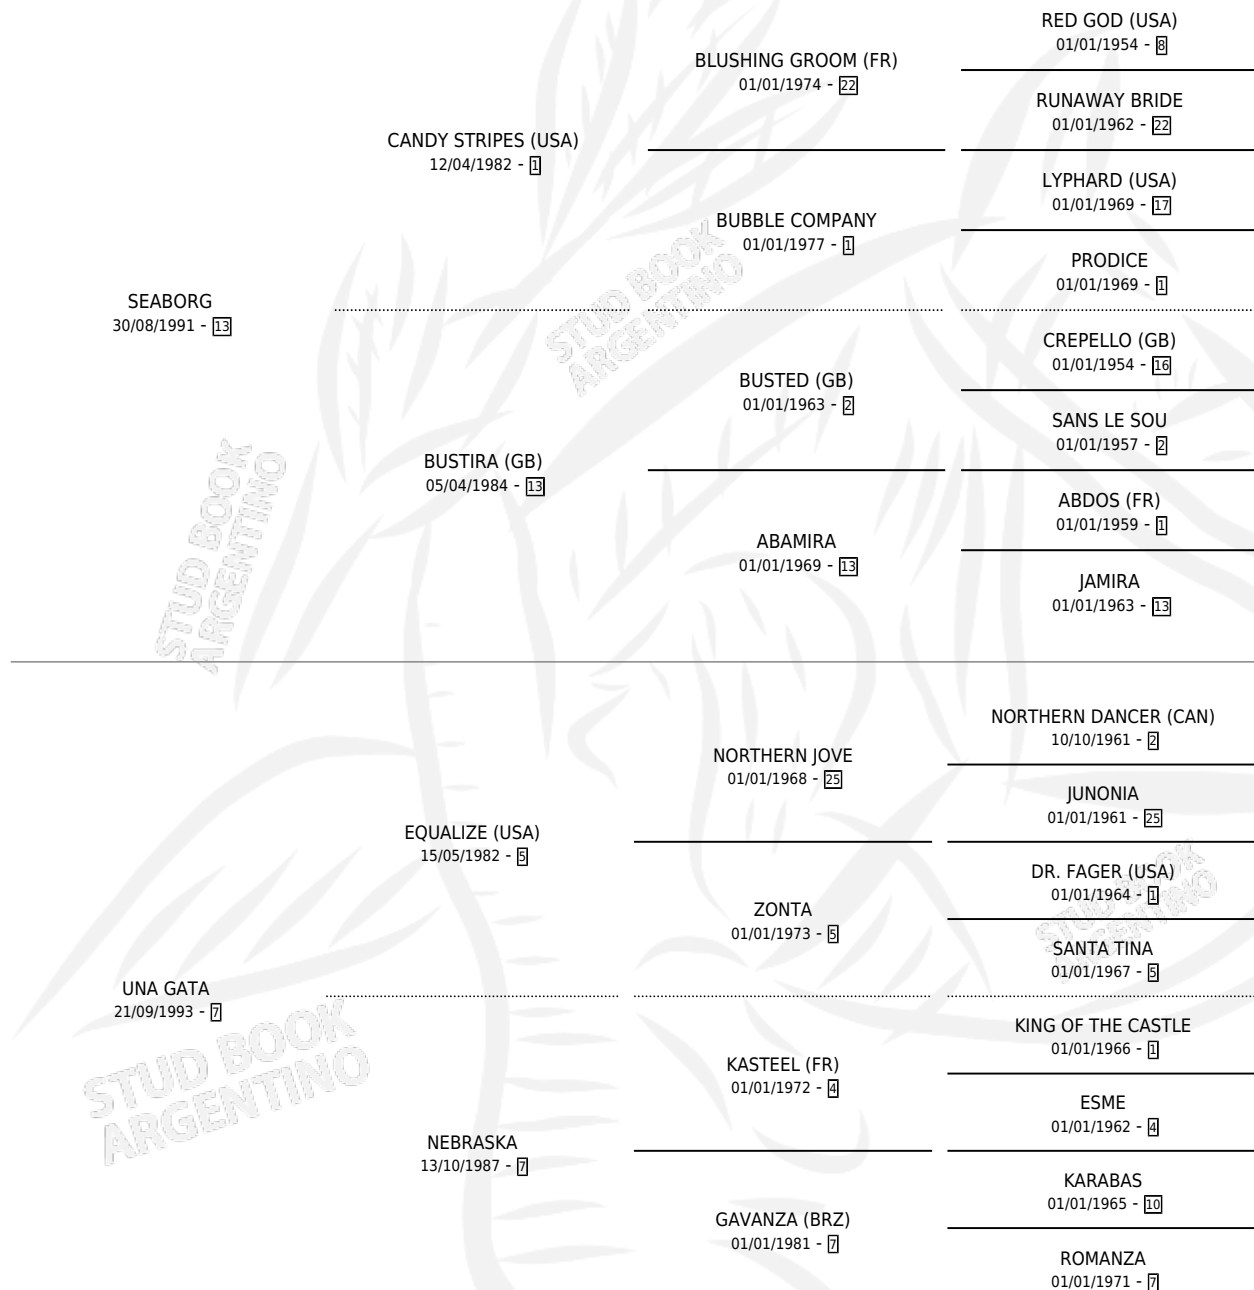 RED GOD (USA)
01/01/1954 - 8
BLUSHING GROOM (FR)
01/01/1974 - 22
RUNAWAY BRIDE
01/01/1962 - 22
CANDY STRIPES (USA)
12/04/1982 - 1
LYPHARD (USA)
01/01/1969 - 17
BUBBLE COMPANY
01/01/1977 - 1
PRODICE
01/01/1969 - 1
SEABORG
30/08/1991 - 13
STUD BOOK
ARGENTINO
CREPELLO (GB)
01/01/1954 - 16
BUSTED (GB)
01/01/1963 - 2
SANS LE SOU
01/01/1957 - 2
BUSTIRA (GB)
05/04/1984 - 13
ABDOS (FR)
01/01/1959 - 1
ABAMIRA
01/01/1969 - 13
JAMIRA
01/01/1963 - 13
STUD BOOK
ARGENTINO
NORTHERN DANCER (CAN)
10/10/1961 - 2
NORTHERN JOVE
01/01/1968 - 25
JUNONIA
01/01/1961 - 25
EQUALIZE (USA)
15/05/1982 - 5
DR. FAGER (USA)
01/01/1964 - 1
ZONTA
01/01/1973 - 5
SANTA TINA
01/01/1967 - 5
STUD BOOK
ARGENTINO
UNA GATA
21/09/1993 - 7
KING OF THE CASTLE
01/01/1966 - 1
KASTEEL (FR)
01/01/1972 - 4
ESME
01/01/1962 - 4
STUD BOOK
ARGENTINO
NEBRASKA
13/10/1987 - 7
KARABAS
01/01/1965 - 10
GAVANZA (BRZ)
01/01/1981 - 7
ROMANZA
01/01/1971 - 7